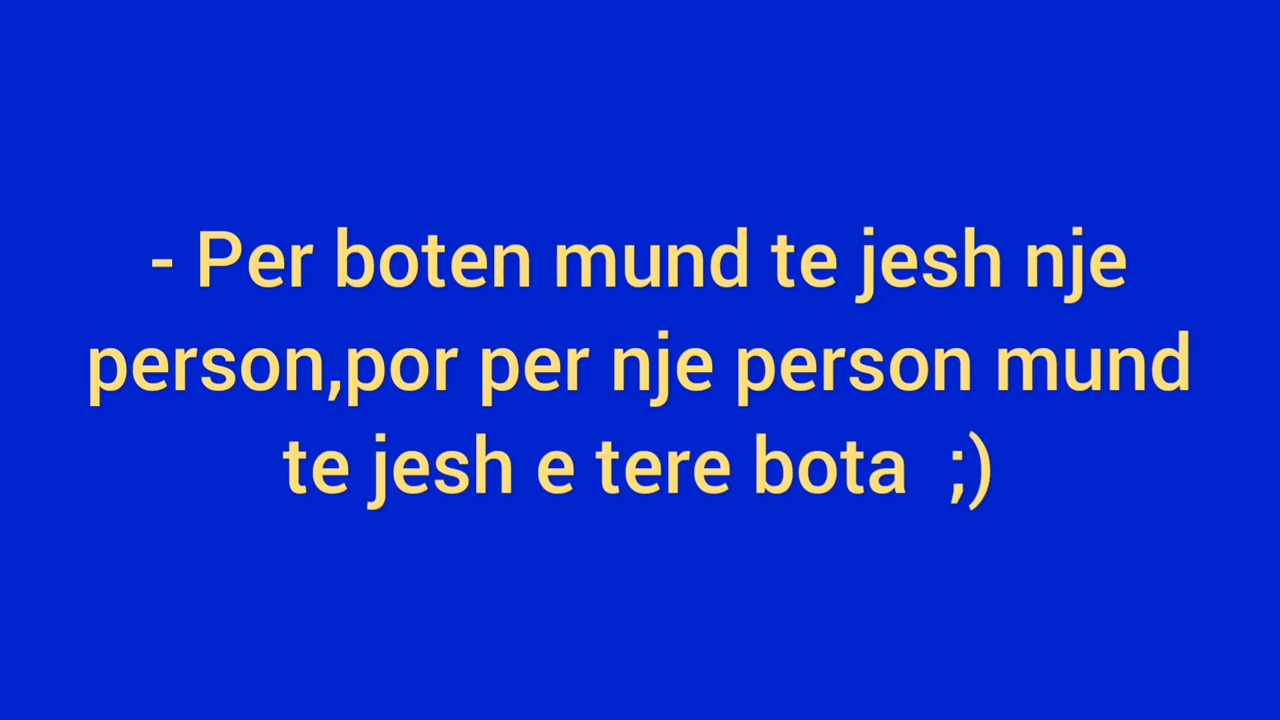 - Per boten mund te jesh nje
person,por per nje person mund
te jesh e tere bota  ;)